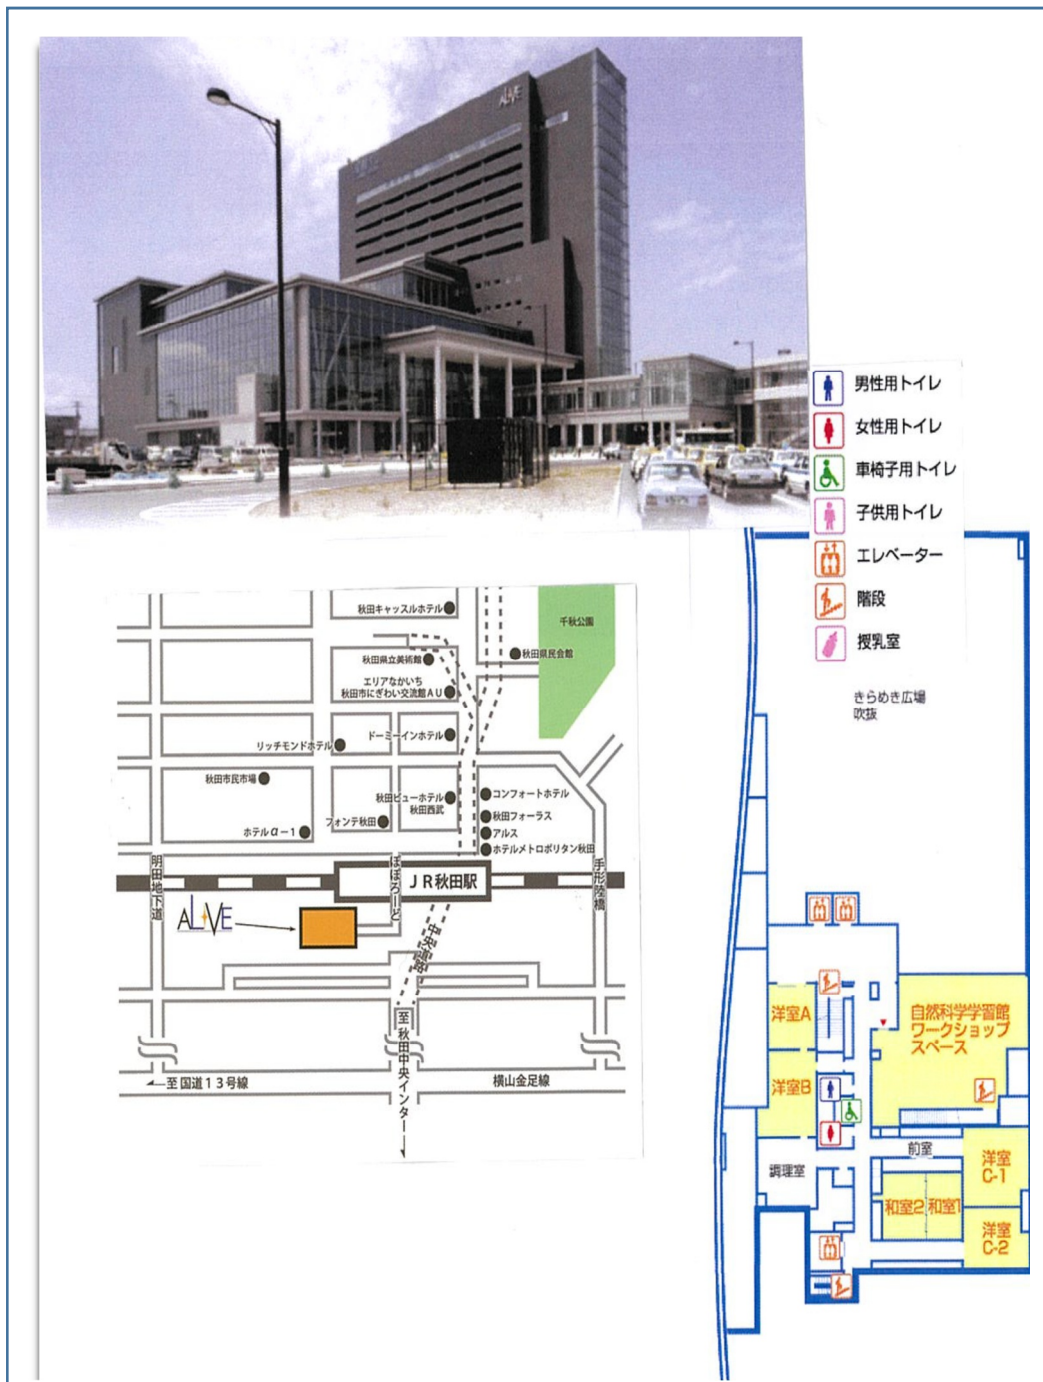 ALIVE
男性用トイレ
女性用トイレ
車椅子用トイレ
子供用トイレ
エレベーター
階段
授乳室
秋田キャッスルホテル
千秋公園
秋田県立美術館
秋田県民会館
エリアなかいち
秋田市にぎわい交流館AU
ドーミーインホテル
リッチモンドホテル
秋田市民市場
秋田ビューホテル
秋田西武
コンフォートホテル
フォンテ秋田
秋田フォーラス
ホテルα-1
アルス
ホテルメトロポリタン秋田
明田地下道
ぽぽろーど
JR秋田駅
手形陸橋
ALIVE
中央道路
至秋田中央インター
至国道13号線
横山金足線
きらめき広場
吹抜
洋室A
自然科学学習館
ワークショップ
スペース
洋室B
前室
調理室
洋室
C-1
和室2
和室1
洋室
C-2